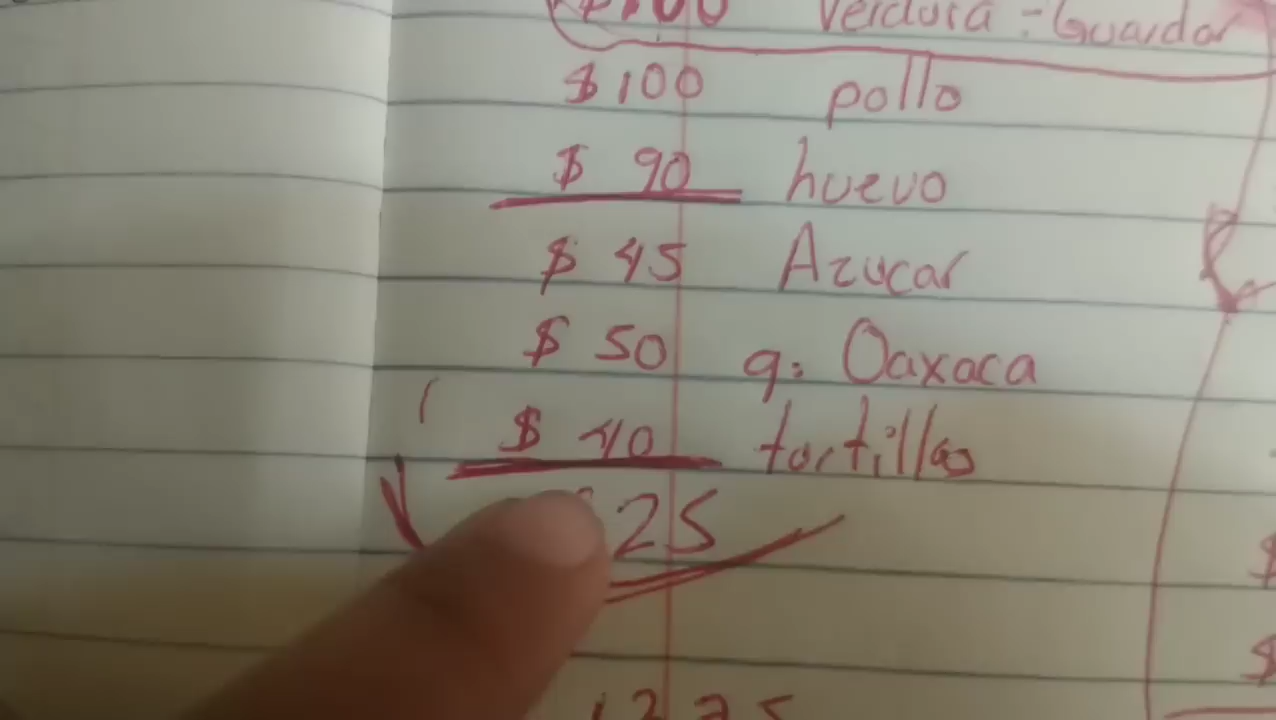 Verdura - Guardar
$100 pollo
$ 90 huevo
$ 45 Azucar
$ 50 q. Oaxaca
$ 40 tortillas
25